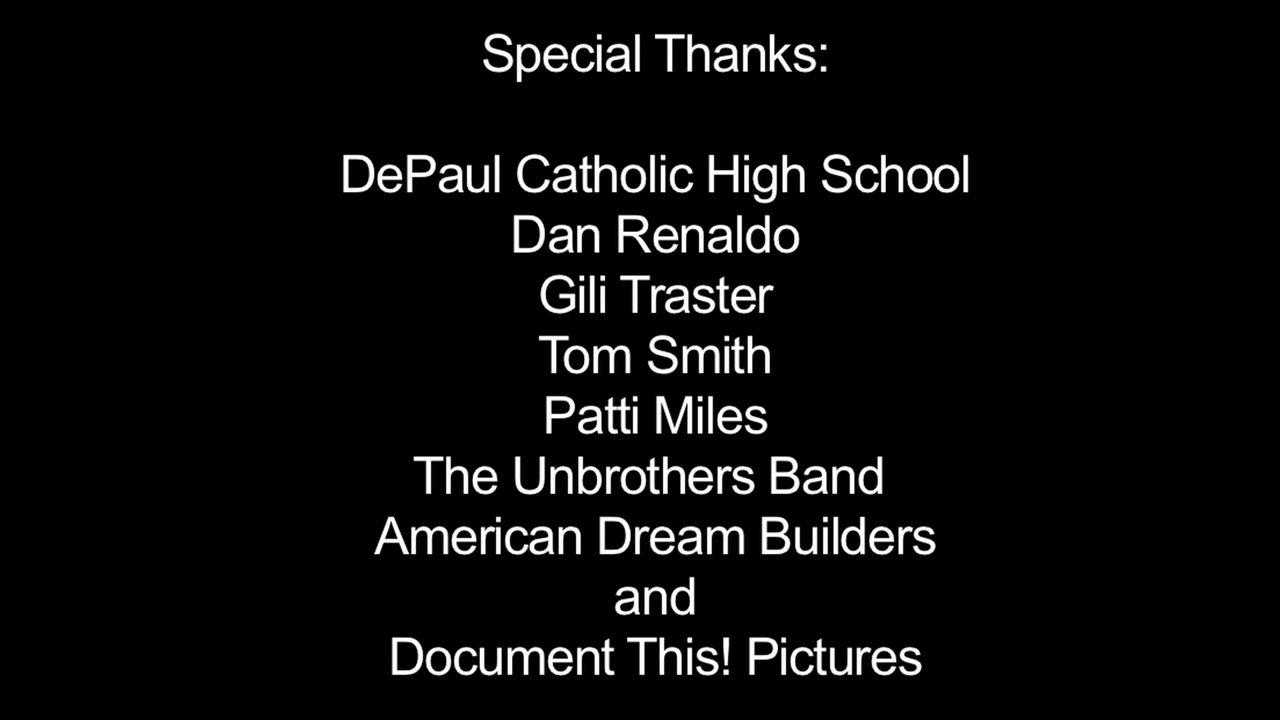 Special Thanks:
DePaul Catholic High School
Dan Renaldo
Gili Traster
Tom Smith
Patti Miles
The Unbrothers Band
American Dream Builders
and
Document This! Pictures